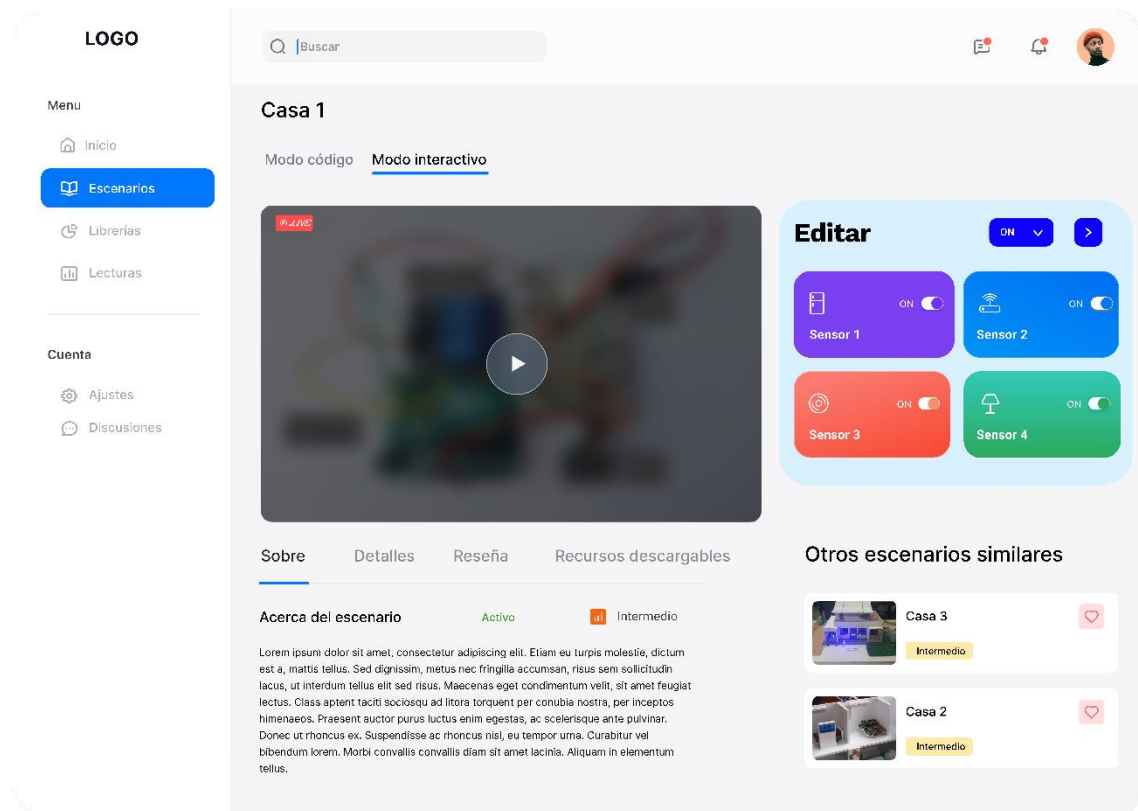 LOGO
Buscar
Menu
Inicio
Escenarios
Librerías
Lecturas
Cuenta
Ajustes
Discusiones
Casa 1
Modo código Modo interactivo
LIVE
Editar
ON
ON
Sensor 1
ON
Sensor 2
ON
Sensor 3
ON
Sensor 4
Sobre Detalles Reseña Recursos descargables
Acerca del escenario Activo Intermedio
Lorem ipsum dolor sit amet, consectetur adipiscing elit. Etiam eu turpis molestie, dictum
est a, mattis tellus. Sed dignissim, metus nec fringilla accumsan, risus sem sollicitudin
lacus, ut interdum tellus elit sed risus. Maecenas eget condimentum velit, sit amet feugiat
lectus. Class aptent taciti sociosqu ad litora torquent per conubia nostra, per inceptos
himenaeos. Praesent auctor purus luctus enim egestas, ac scelerisque ante pulvinar.
Donec ut rhoncus ex. Suspendisse ac rhoncus nisl, eu tempor urna. Curabitur vel
bibendum lorem. Morbi convallis convallis diam sit amet lacinia. Aliquam in elementum
tellus.
Otros escenarios similares
Casa 3
Intermedio
Casa 2
Intermedio